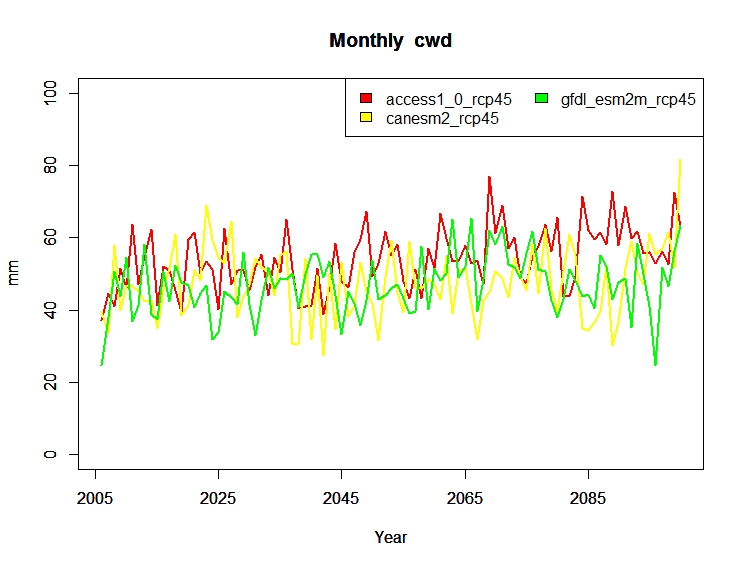 Monthly cwd
access1_0_rcp45
gfdl_esm2m_rcp45
canesm2_rcp45
100
80
60
40
20
0
mm
2005 2025 2045 2065 2085
Year